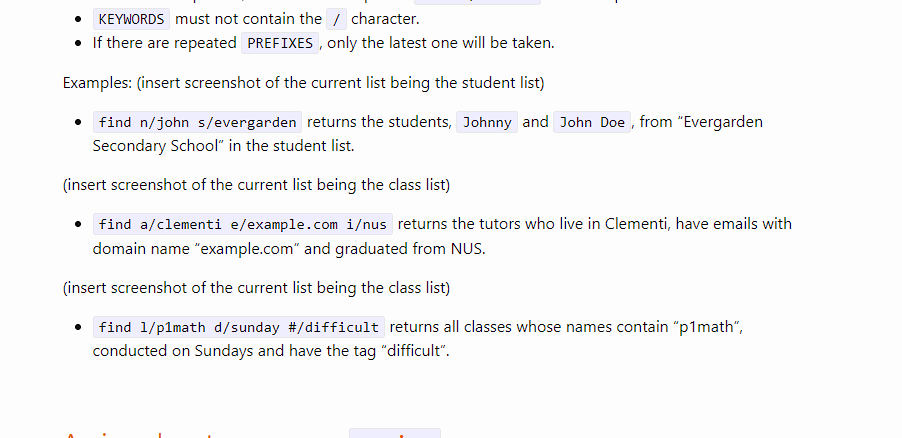 KEYWORDS must not contain the / character.
If there are repeated PREFIXES, only the latest one will be taken.
Examples: (insert screenshot of the current list being the student list)
find n/john s/evergarden returns the students, Johnny and John Doe, from “Evergarden
Secondary School” in the student list.
(insert screenshot of the current list being the class list)
find a/clementi e/example.com i/nus returns the tutors who live in Clementi, have emails with
domain name “example.com” and graduated from NUS.
(insert screenshot of the current list being the class list)
find l/p1math d/sunday #/difficult returns all classes whose names contain “p1math”,
conducted on Sundays and have the tag “difficult”.